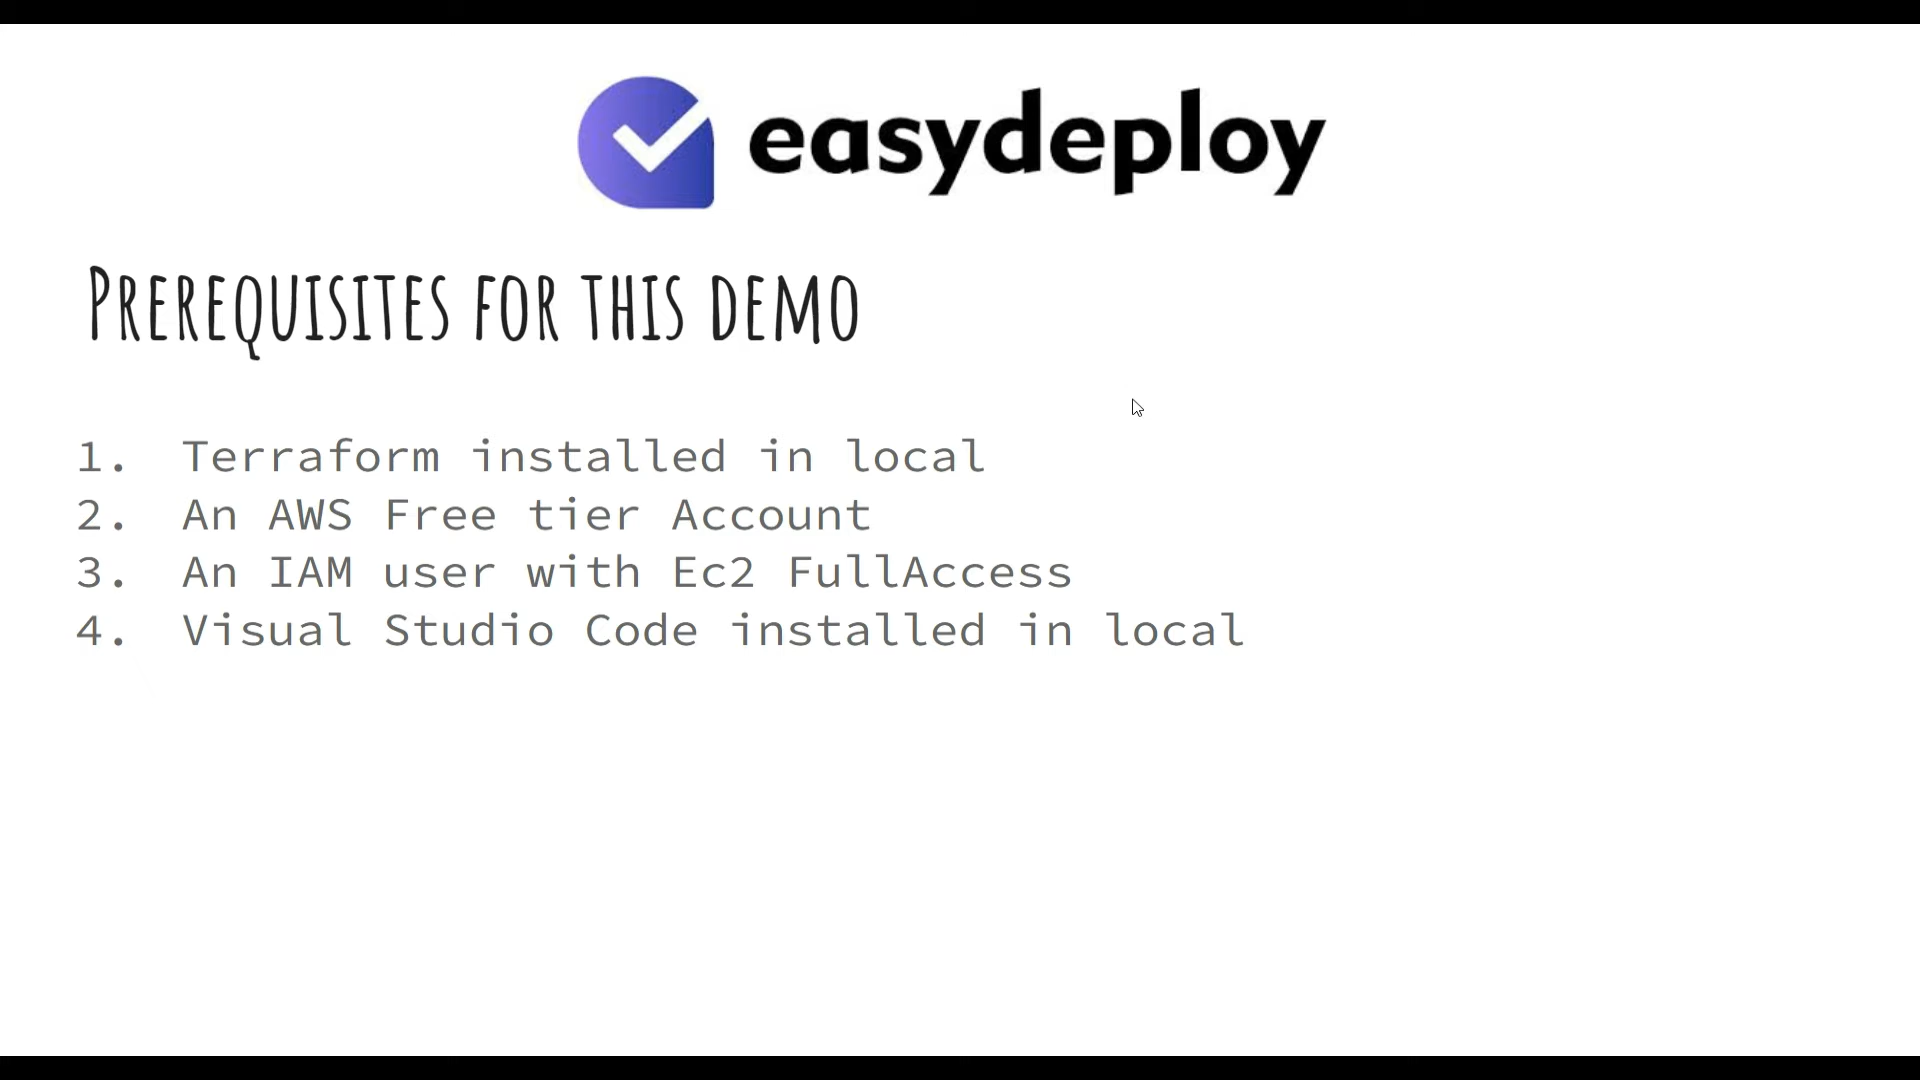 easydeploy
Prerequisites for this demo
1. Terraform installed in local
2. An AWS Free tier Account
3. An IAM user with Ec2 FullAccess
4. Visual Studio Code installed in local